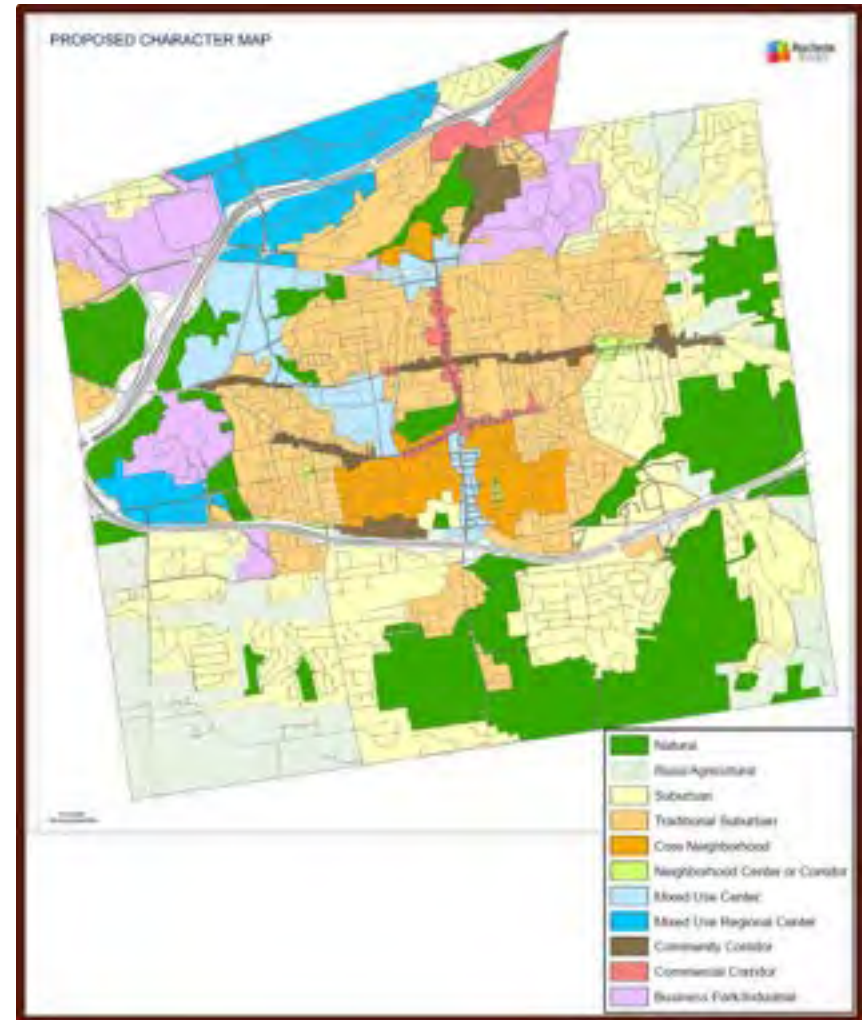 PROPOSED CHARACTER MAP
Natural
Rural/Agricultural
Suburban
Traditional Suburban
Core Neighborhood
Neighborhood Center or Corridor
Mixed Use Center
Mixed Use Regional Center
Community Corridor
Commercial Corridor
Business Park/Industrial